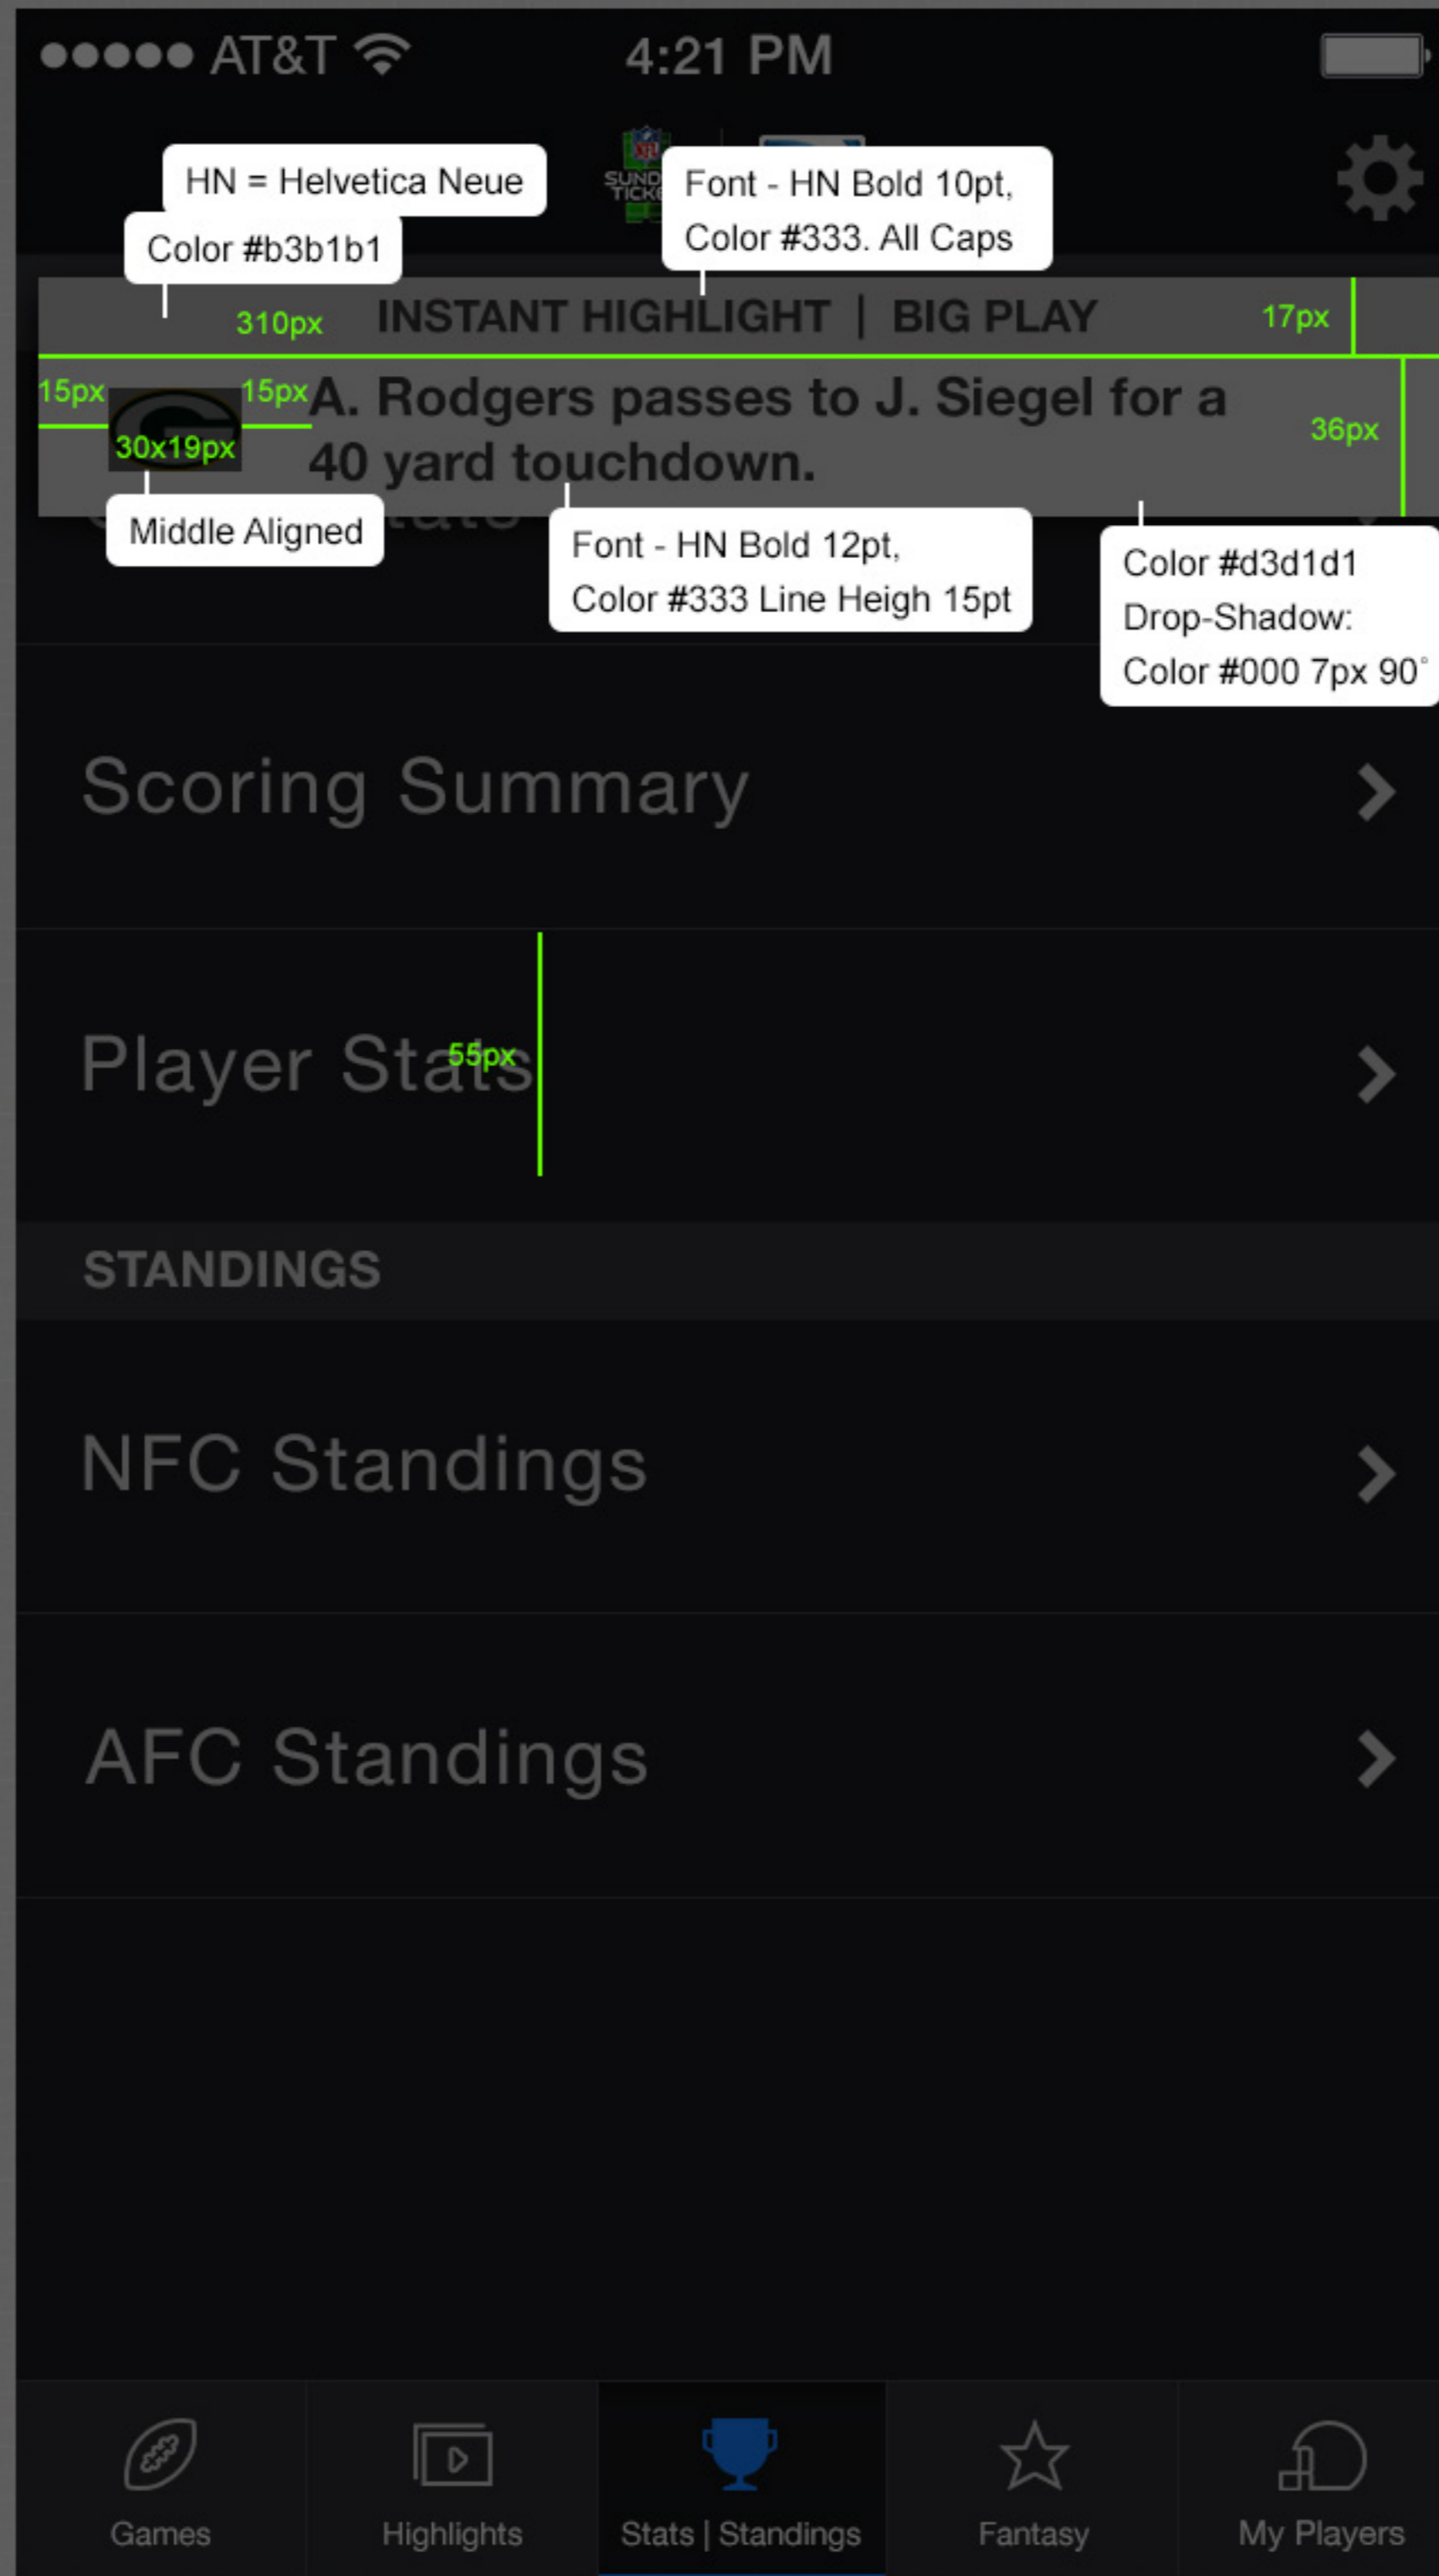 AT&T 4:21 PM
HN = Helvetica Neue
NFL
Font - HN Bold 10pt,
Color #333. All Caps
Color #b3b1b1
310px INSTANT HIGHLIGHT | BIG PLAY 17px
15px 15px A. Rodgers passes to J. Siegel for a
30x19px 40 yard touchdown. 36px
Middle Aligned
Font - HN Bold 12pt,
Color #333 Line Heigh 15pt
Color #d3d1d1
Drop-Shadow:
Color #000 7px 90°
Scoring Summary
Player Stats 55px
STANDINGS
NFC Standings
AFC Standings
Games Highlights Stats | Standings Fantasy My Players